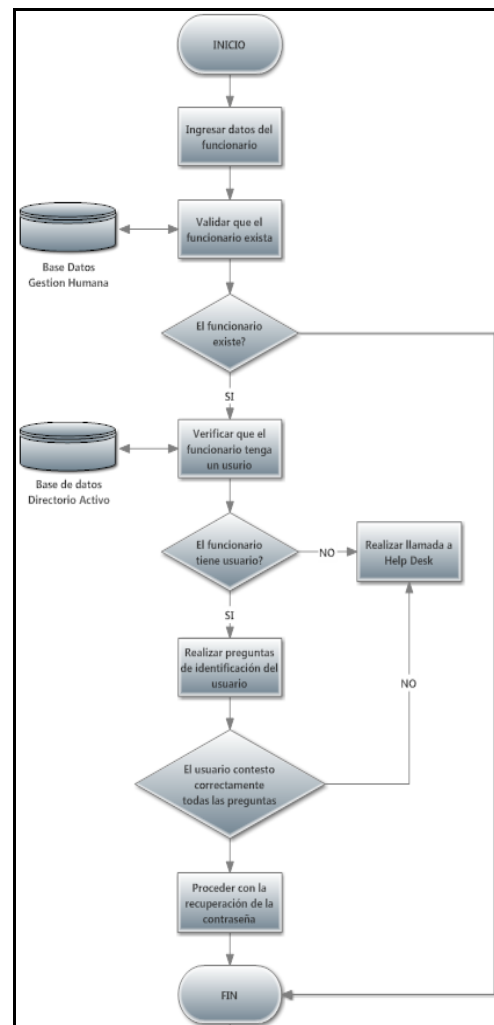 INICIO
Ingresar datos del
funcionario
Validar que el
funcionario exista
Base Datos
Gestion Humana
El funcionario
existe?
SI
Verificar que el
funcionario tenga
un usurio
Base de datos
Directorio Activo
El funcionario
tiene usuario?
NO
Realizar llamada a
Help Desk
SI
Realizar preguntas
de identificación del
usuario
NO
El usuario contesto
correctamente
todas las preguntas
Proceder con la
recuperación de la
contraseña
FIN